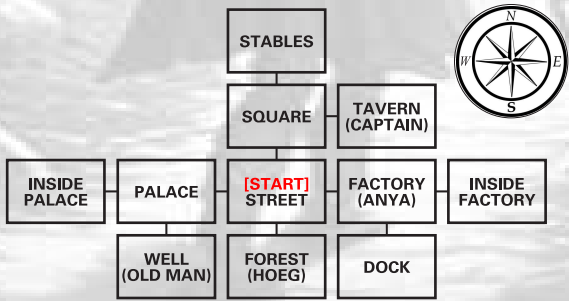 N
W
E
S
STABLES
SQUARE
TAVERN
(CAPTAIN)
INSIDE
PALACE
PALACE
[START]
STREET
FACTORY
(ANYA)
INSIDE
FACTORY
WELL
(OLD MAN)
FOREST
(HOEG)
DOCK